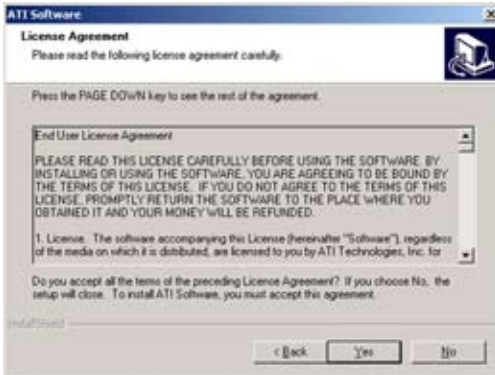 ATI Software
License Agreement
Please read the following license agreement carefully.
Press the PAGE DOWN key to see the rest of the agreement.
End User License Agreement
PLEASE READ THIS LICENSE CAREFULLY BEFORE USING THE SOFTWARE. BY
INSTALLING OR USING THE SOFTWARE, YOU ARE AGREEING TO BE BOUND BY
THE TERMS OF THIS LICENSE. IF YOU DO NOT AGREE TO THE TERMS OF THIS
LICENSE, PROMPTLY RETURN THE SOFTWARE TO THE PLACE WHERE YOU
OBTAINED IT AND YOUR MONEY WILL BE REFUNDED.
1. License. The software accompanying this License (hereinafter "Software"), regardless
of the media on which it is distributed, are licensed to you by ATI Technologies, Inc. for
Do you accept all the terms of the preceding License Agreement? If you choose No, the
setup will close. To install ATI Software, you must accept this agreement.
InstallShield
< Back
Yes
No